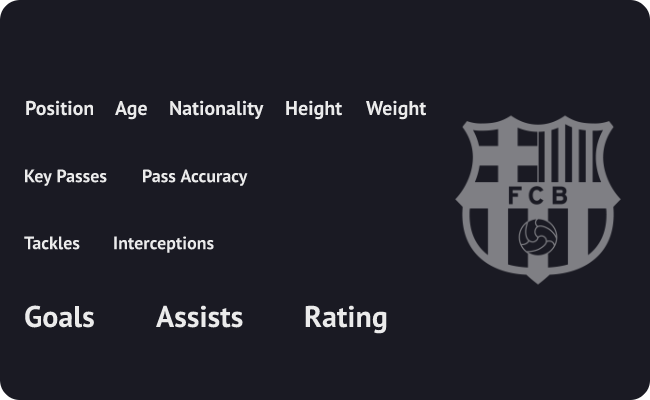 Position Age Nationality Height Weight
Key Passes Pass Accuracy
FCB
Tackles Interceptions
Goals Assists Rating